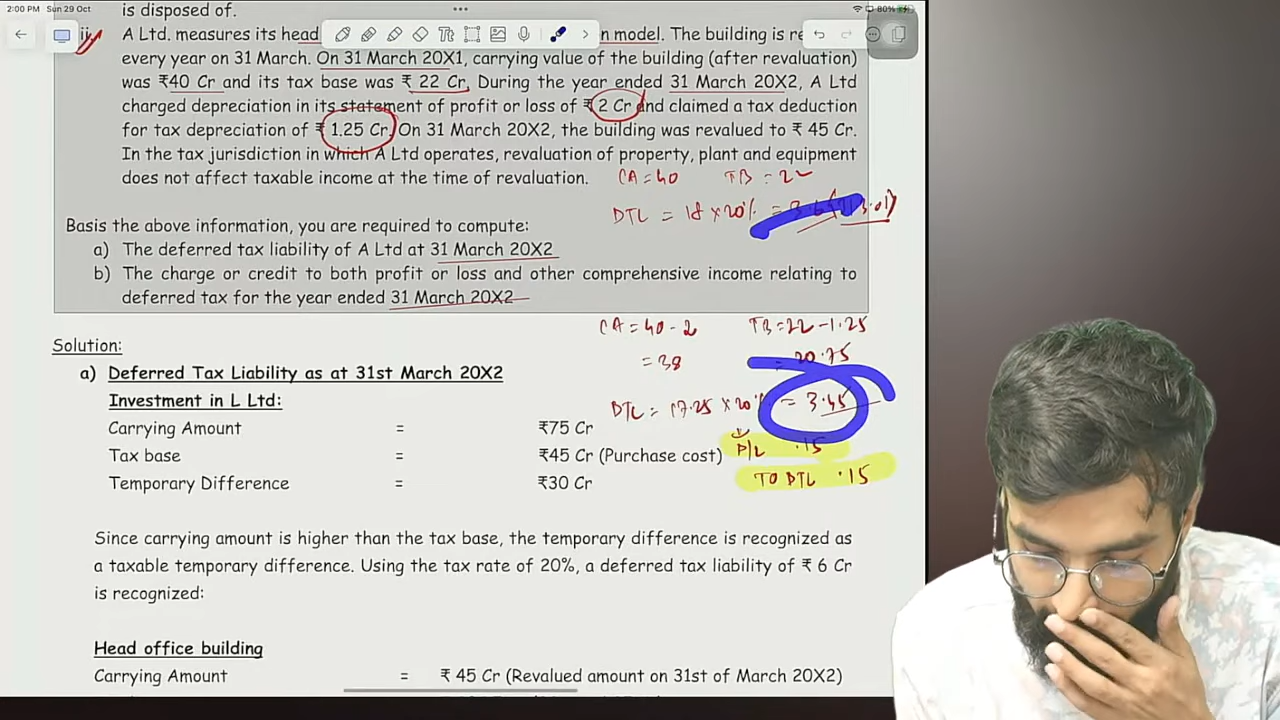 2:00 PM Sun 29 Oct
80%
is disposed of.
ii A Ltd. measures its head n model. The building is re
every year on 31 March. On 31 March 20X1, carrying value of the building (after revaluation)
was ₹40 Cr and its tax base was ₹ 22 Cr. During the year ended 31 March 20X2, A Ltd
charged depreciation in its statement of profit or loss of ₹ 2 Cr and claimed a tax deduction
for tax depreciation of ₹ 1.25 Cr. On 31 March 20X2, the building was revalued to ₹ 45 Cr.
In the tax jurisdiction in which A Ltd operates, revaluation of property, plant and equipment
does not affect taxable income at the time of revaluation.
CA = 40 TB = 22
DTL = 18 × 20% = 3.6
Basis the above information, you are required to compute:
a) The deferred tax liability of A Ltd at 31 March 20X2
b) The charge or credit to both profit or loss and other comprehensive income relating to
deferred tax for the year ended 31 March 20X2
CA = 40 - 2 TB = 22 - 1.25
= 38 = 20.75
Solution:
a) Deferred Tax Liability as at 31st March 20X2
Investment in L Ltd:
DTL = 17.25 × 20% = 3.45
Carrying Amount = ₹75 Cr
P/L .15
Tax base = ₹45 Cr (Purchase cost)
TO DTL .15
Temporary Difference = ₹30 Cr
Since carrying amount is higher than the tax base, the temporary difference is recognized as
a taxable temporary difference. Using the tax rate of 20%, a deferred tax liability of ₹ 6 Cr
is recognized:
Head office building
Carrying Amount = ₹ 45 Cr (Revalued amount on 31st of March 20X2)